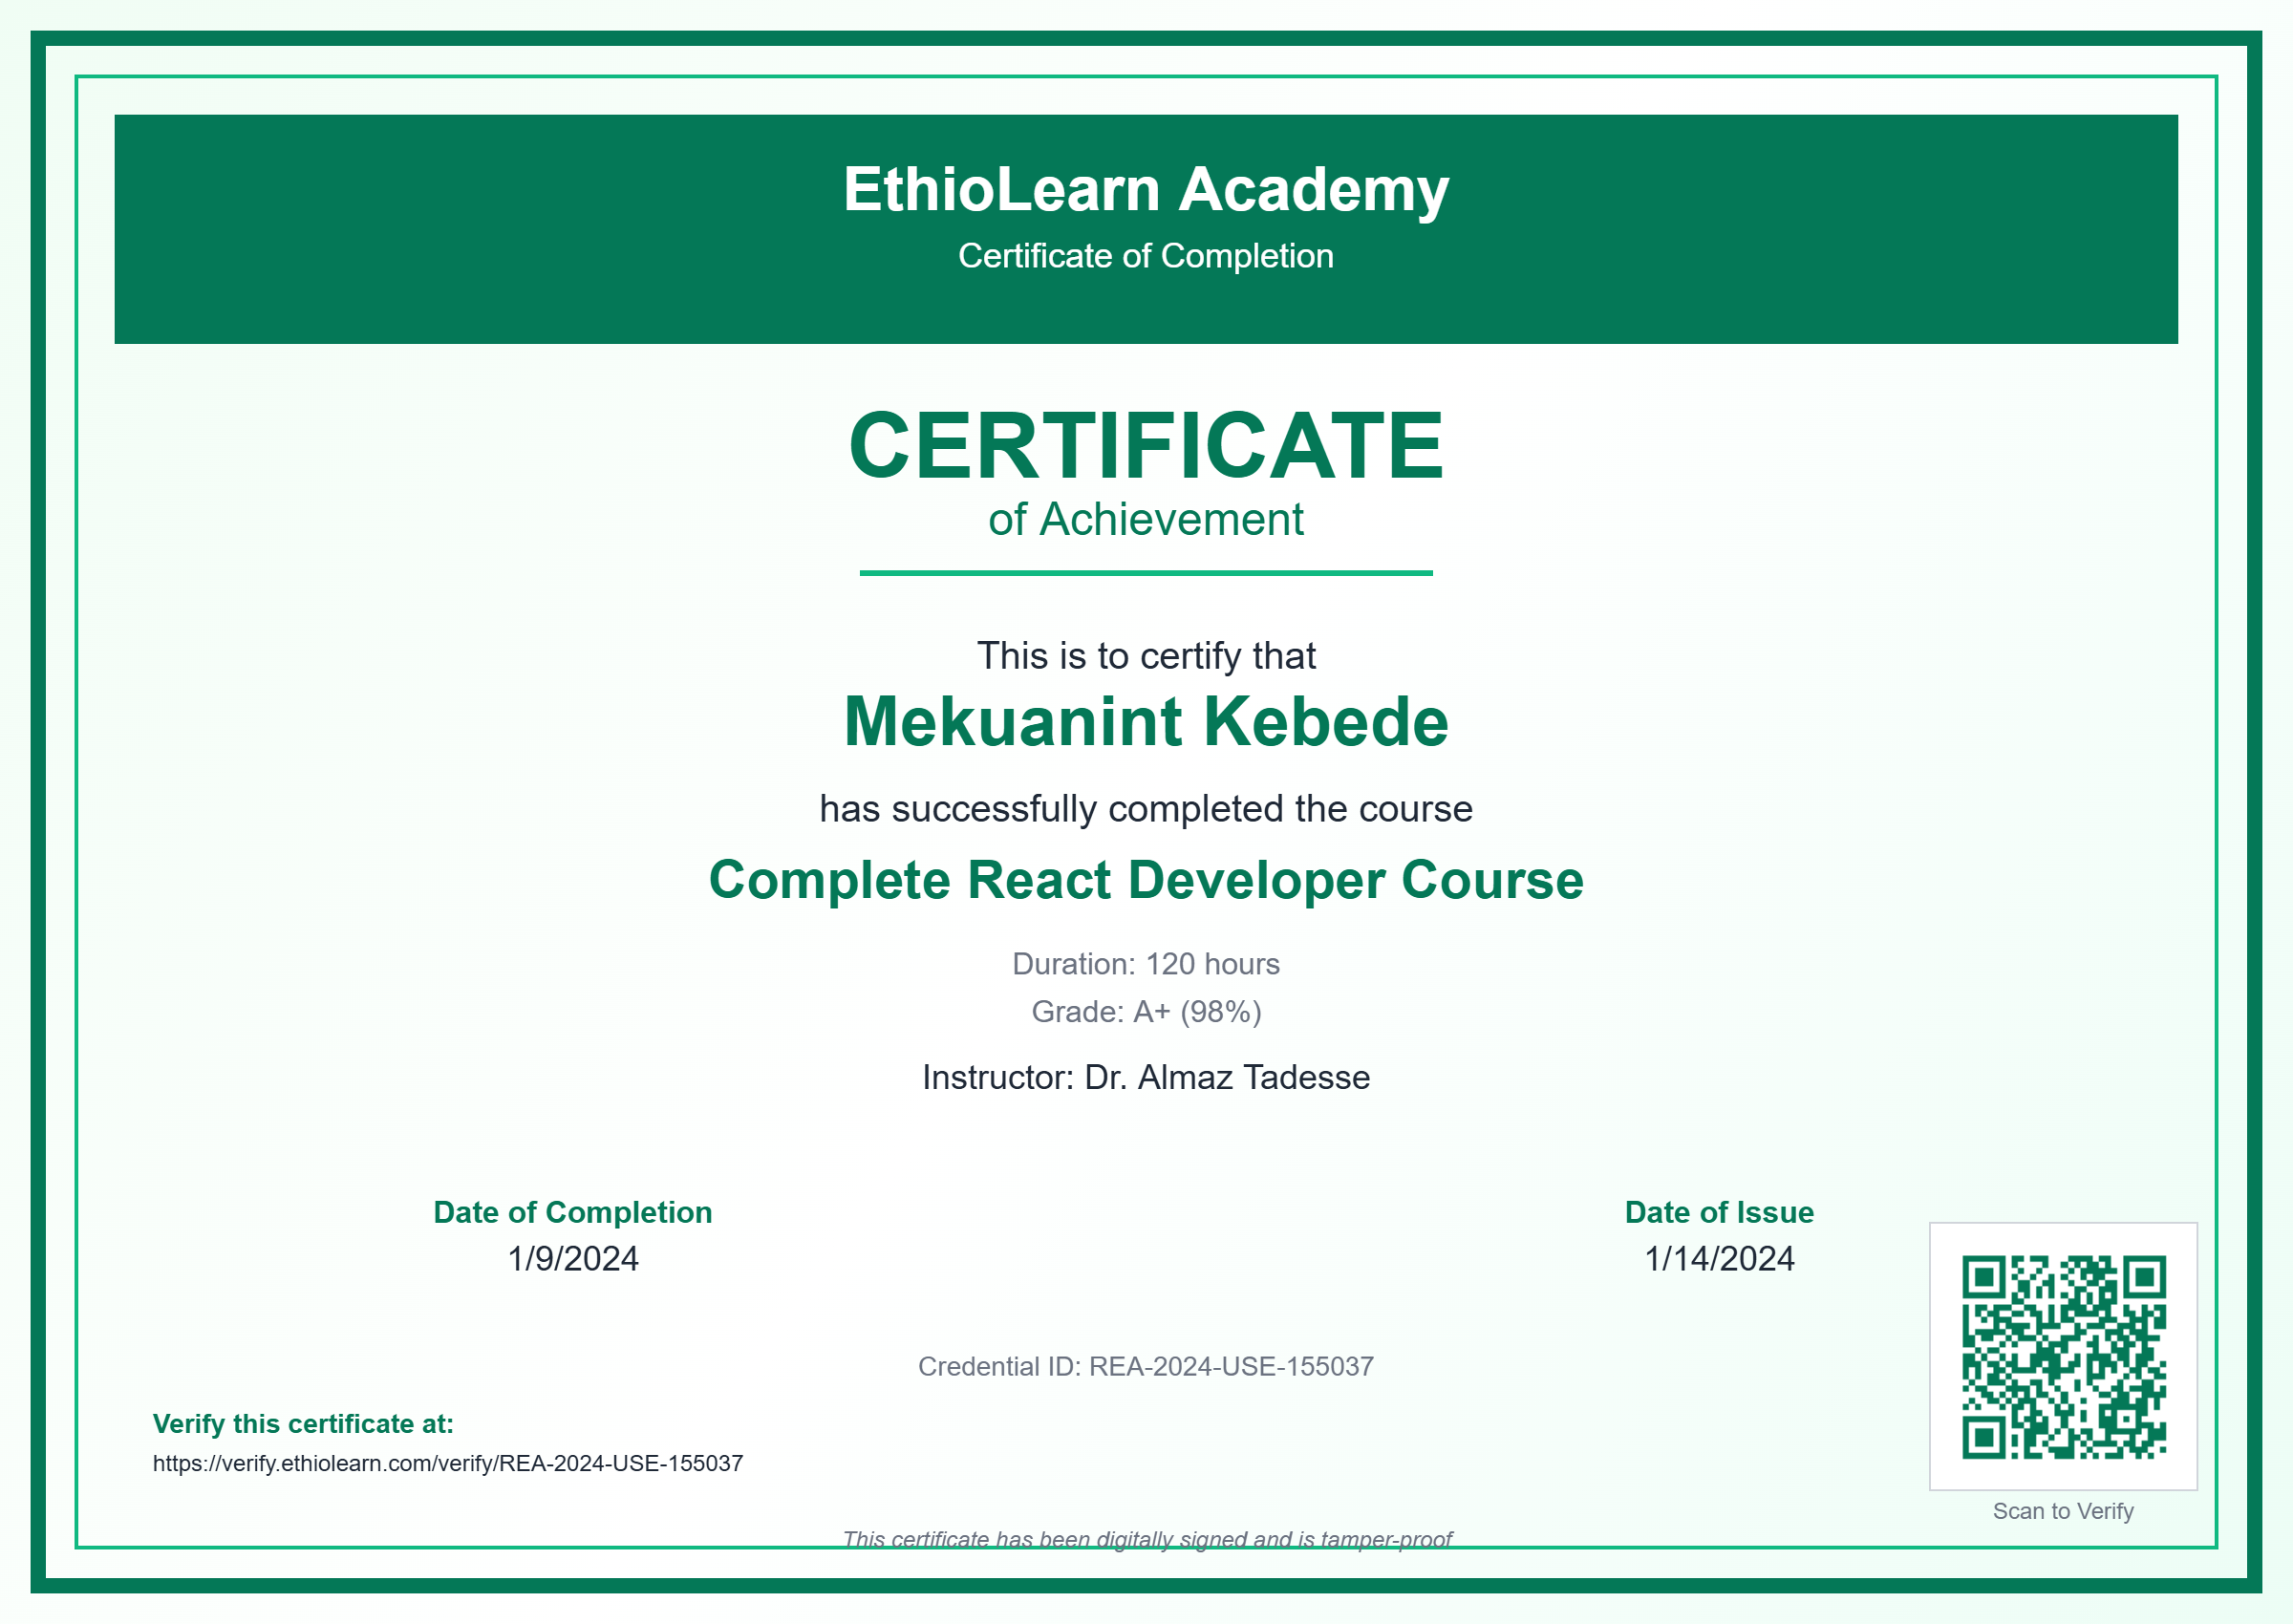 EthioLearn Academy
Certificate of Completion
CERTIFICATE
of Achievement
This is to certify that
Mekuanint Kebede
has successfully completed the course
Complete React Developer Course
Duration: 120 hours
Grade: A+ (98%)
Instructor: Dr. Almaz Tadesse
Date of Completion
1/9/2024
Date of Issue
1/14/2024
Credential ID: REA-2024-USE-155037
Verify this certificate at:
https://verify.ethiolearn.com/verify/REA-2024-USE-155037
Scan to Verify
This certificate has been digitally signed and is tamper-proof